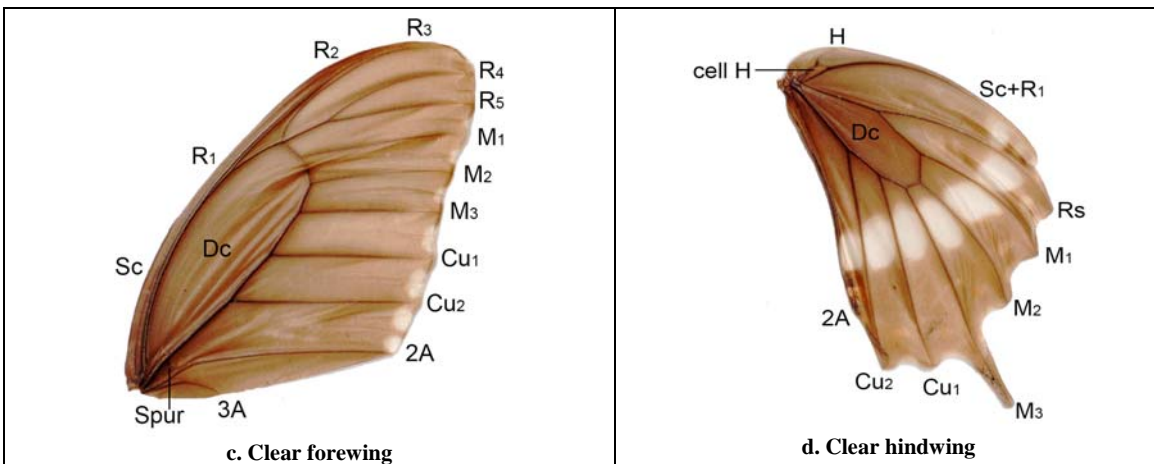 R3
R2
R4
R5
M1
R1
M2
M3
Dc
Sc
Cu1
Cu2
2A
Spur
3A
c. Clear forewing
H
cell H
Sc+R1
Dc
Rs
M1
M2
2A
Cu2
Cu1
M3
d. Clear hindwing